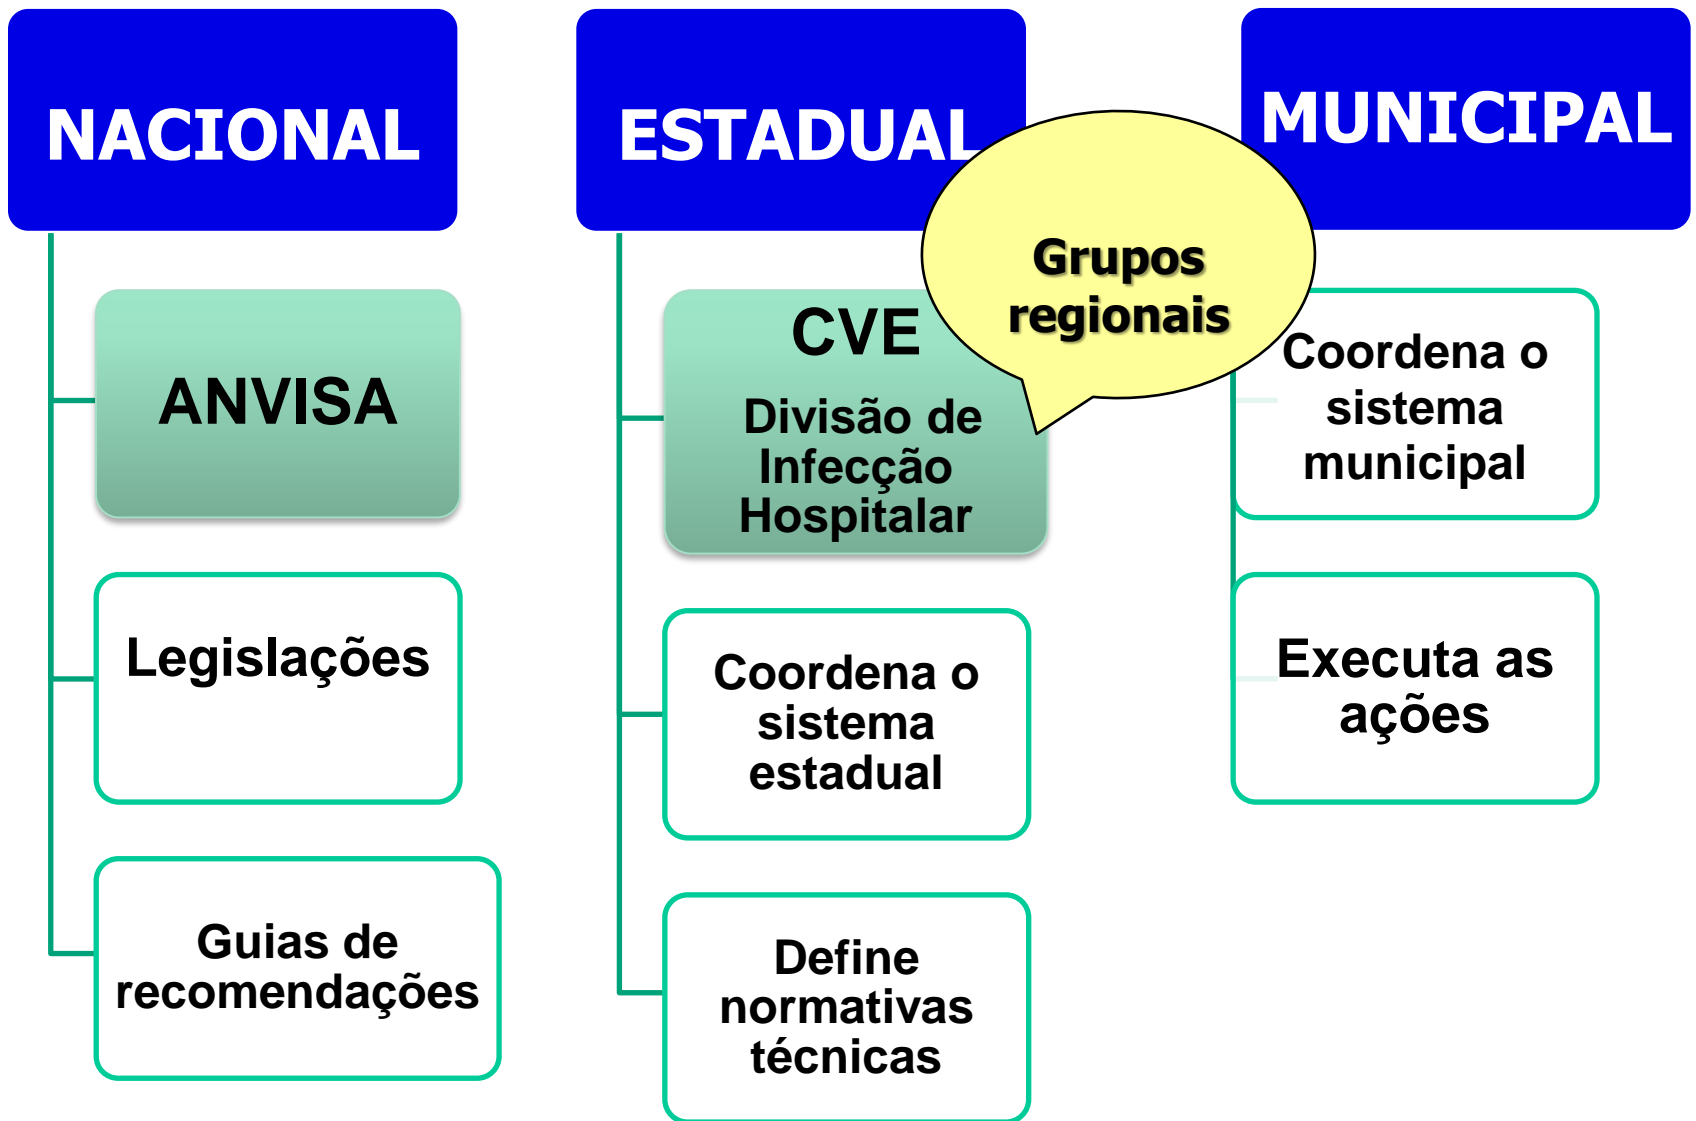 NACIONAL
ANVISA
Legislações
Guias de
recomendações
ESTADUAL
CVE
Divisão de
Infecção
Hospitalar
Coordena o
sistema
estadual
Define
normativas
técnicas
Grupos
regionais
MUNICIPAL
Coordena o
sistema
municipal
Executa as
ações